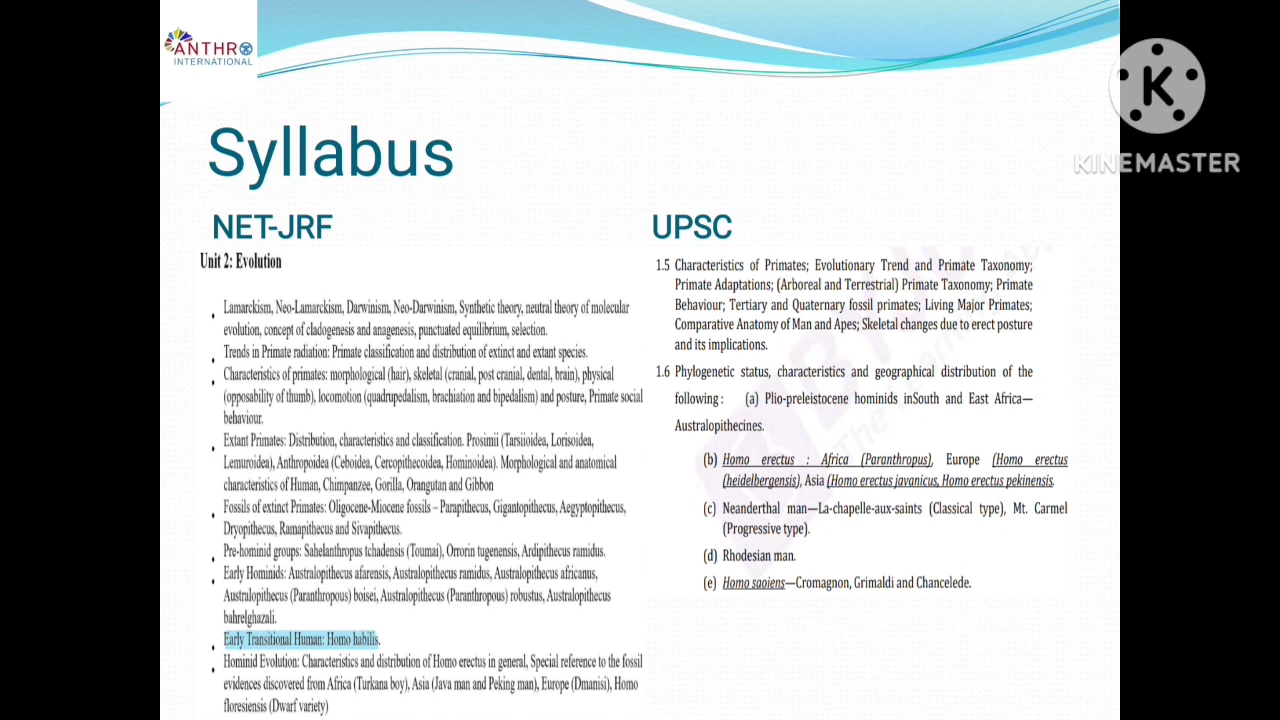 ANTHRO
INTERNATIONAL
K
KINEMASTER
Syllabus
NET-JRF
Unit 2: Evolution
Lamarckism, Neo-Lamarckism, Darwinism, Neo-Darwinism, Synthetic theory, neutral theory of molecular
evolution, concept of cladogenesis and anagenesis, punctuated equilibrium, selection.
Trends in Primate radiation: Primate classification and distribution of extinct and extant species.
Characteristics of primates: morphological (hair), skeletal (cranial, post cranial, dental, brain), physical
(opposability of thumb), locomotion (quadrupedalism, brachiation and bipedalism) and posture, Primate social
behaviour.
Extant Primates: Distribution, characteristics and classification. Prosimii (Tarsiioidea, Lorisoidea,
Lemuroidea), Anthropoidea (Ceboidea, Cercopithecoidea, Hominoidea). Morphological and anatomical
characteristics of Human, Chimpanzee, Gorilla, Orangutan and Gibbon
Fossils of extinct Primates: Oligocene-Miocene fossils – Parapithecus, Gigantopithecus, Aegyptopithecus,
Dryopithecus, Ramapithecus and Sivapithecus.
Pre-hominid groups: Sahelanthropus tchadensis (Toumai), Orrorin tugenensis, Ardipithecus ramidus.
Early Hominids: Australopithecus afarensis, Australopithecus ramidus, Australopithecus africanus,
Australopithecus (Paranthropous) boisei, Australopithecus (Paranthropous) robustus, Australopithecus
bahrelghazali.
Early Transitional Human: Homo habilis.
Hominid Evolution: Characteristics and distribution of Homo erectus in general, Special reference to the fossil
evidences discovered from Africa (Turkana boy), Asia (Java man and Peking man), Europe (Dmanisi), Homo
floresiensis (Dwarf variety)
UPSC
1.5 Characteristics of Primates; Evolutionary Trend and Primate Taxonomy;
Primate Adaptations; (Arboreal and Terrestrial) Primate Taxonomy; Primate
Behaviour; Tertiary and Quaternary fossil primates; Living Major Primates;
Comparative Anatomy of Man and Apes; Skeletal changes due to erect posture
and its implications.
1.6 Phylogenetic status, characteristics and geographical distribution of the
following : (a) Plio-preleistocene hominids inSouth and East Africa—
Australopithecines.
(b) Homo erectus : Africa (Paranthropus), Europe (Homo erectus
(heidelbergensis), Asia (Homo erectus javanicus, Homo erectus pekinensis.
(c) Neanderthal man—La-chapelle-aux-saints (Classical type), Mt. Carmel
(Progressive type).
(d) Rhodesian man.
(e) Homo saoiens—Cromagnon, Grimaldi and Chancelede.